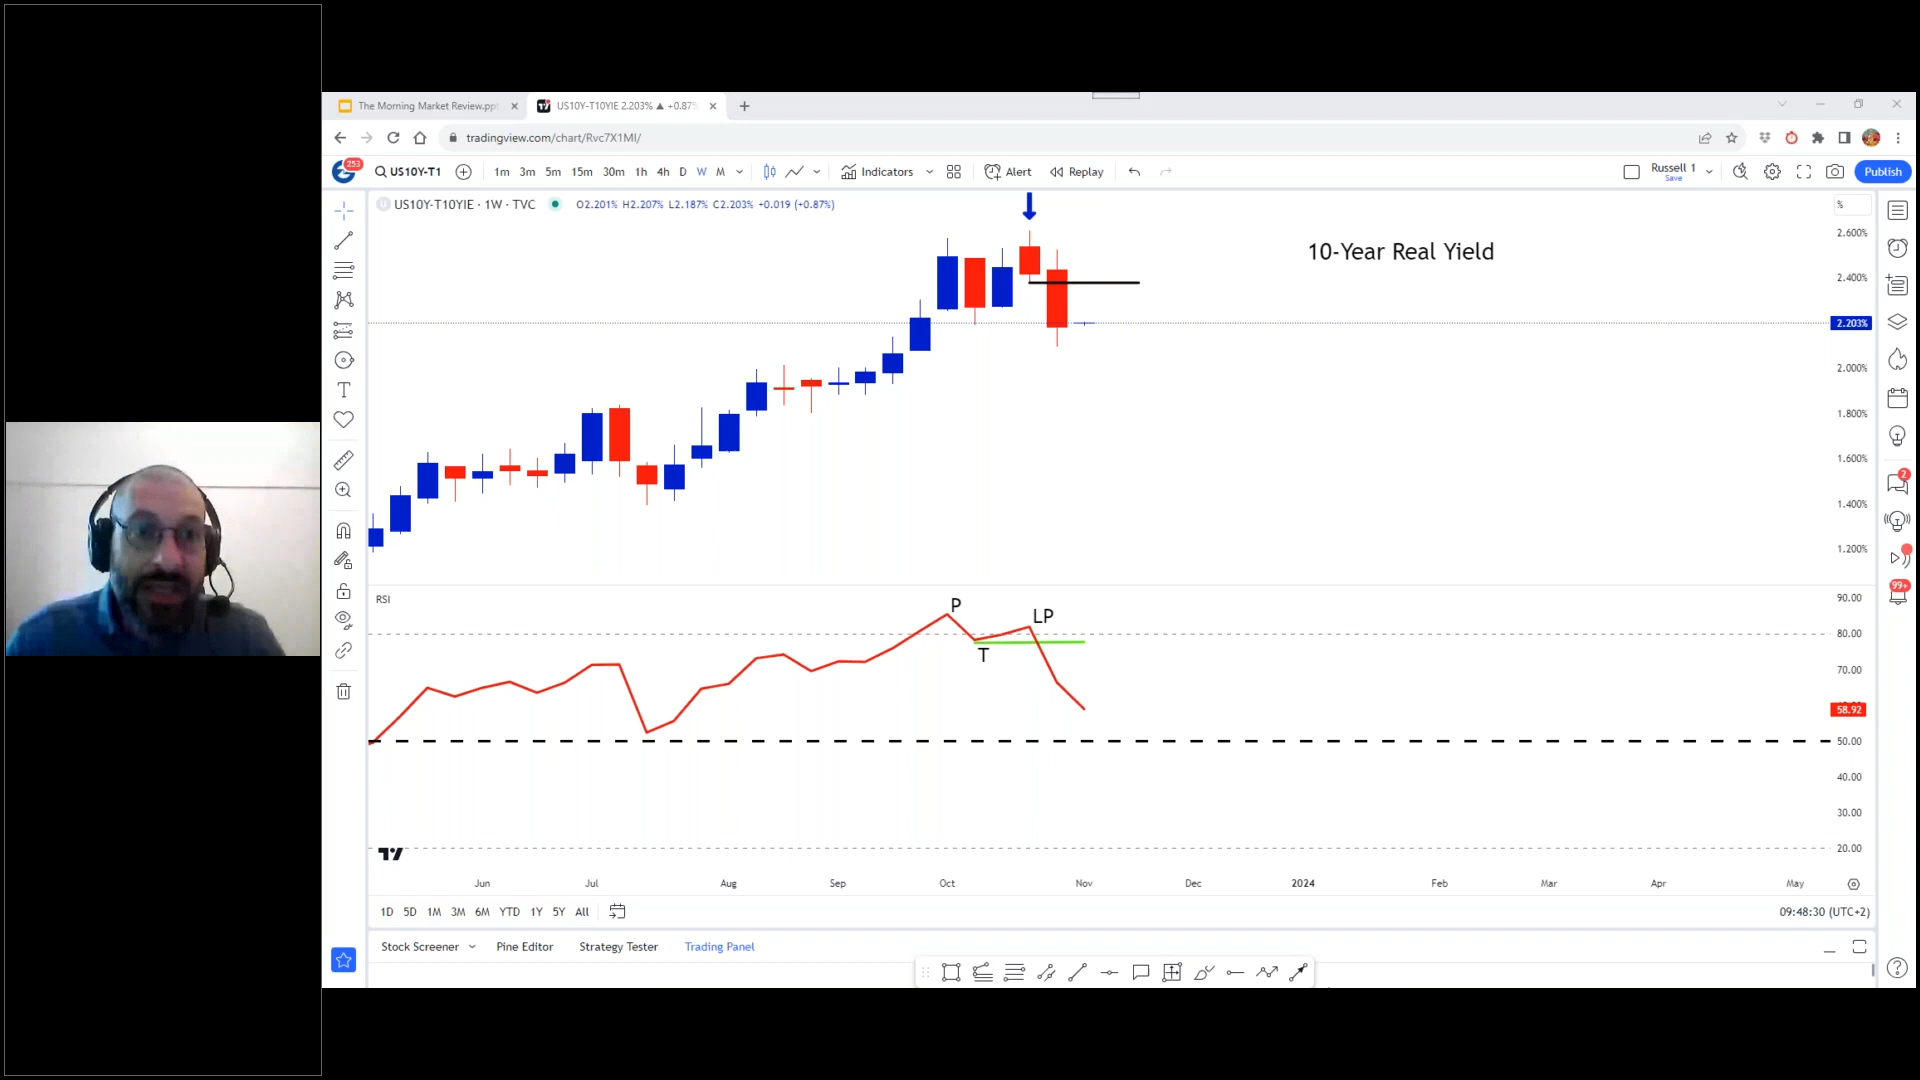 The Morning Market Review.ppt
US10Y-T10YIE 2.203% ▲ +0.87%
tradingview.com/chart/Rvc7X1Ml/
253
US10Y-T1
1m 3m 5m 15m 30m 1h 4h D W M
Indicators
Alert
Replay
Russell 1
Save
Publish
US10Y-T10YIE · 1W · TVC
O2.201% H2.207% L2.187% C2.203% +0.019 (+0.87%)
%
2.600%
10-Year Real Yield
2.400%
2.203%
2.000%
1.800%
1.600%
1.400%
1.200%
2
99+
RSI
P
LP
T
90.00
80.00
70.00
58.92
50.00
40.00
30.00
20.00
Jun Jul Aug Sep Oct Nov Dec 2024 Feb Mar Apr May
1D 5D 1M 3M 6M YTD 1Y 5Y All
09:48:30 (UTC+2)
Stock Screener Pine Editor Strategy Tester Trading Panel